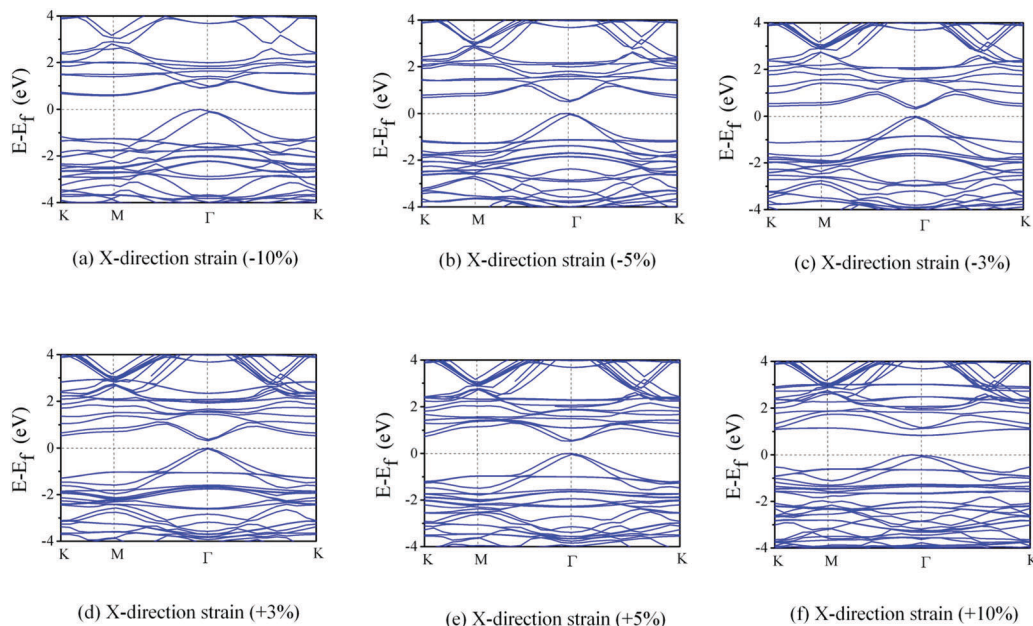 4
2
0
-2
-4
E-E_f (eV)
K M Γ K
(a) X-direction strain (-10%)
4
2
0
-2
-4
E-E_f (eV)
K M Γ K
(b) X-direction strain (-5%)
4
2
0
-2
-4
E-E_f (eV)
K M Γ K
(c) X-direction strain (-3%)
4
2
0
-2
-4
E-E_f (eV)
K M Γ K
(d) X-direction strain (+3%)
4
2
0
-2
-4
E-E_f (eV)
K M Γ K
(e) X-direction strain (+5%)
4
2
0
-2
-4
E-E_f (eV)
K M Γ K
(f) X-direction strain (+10%)